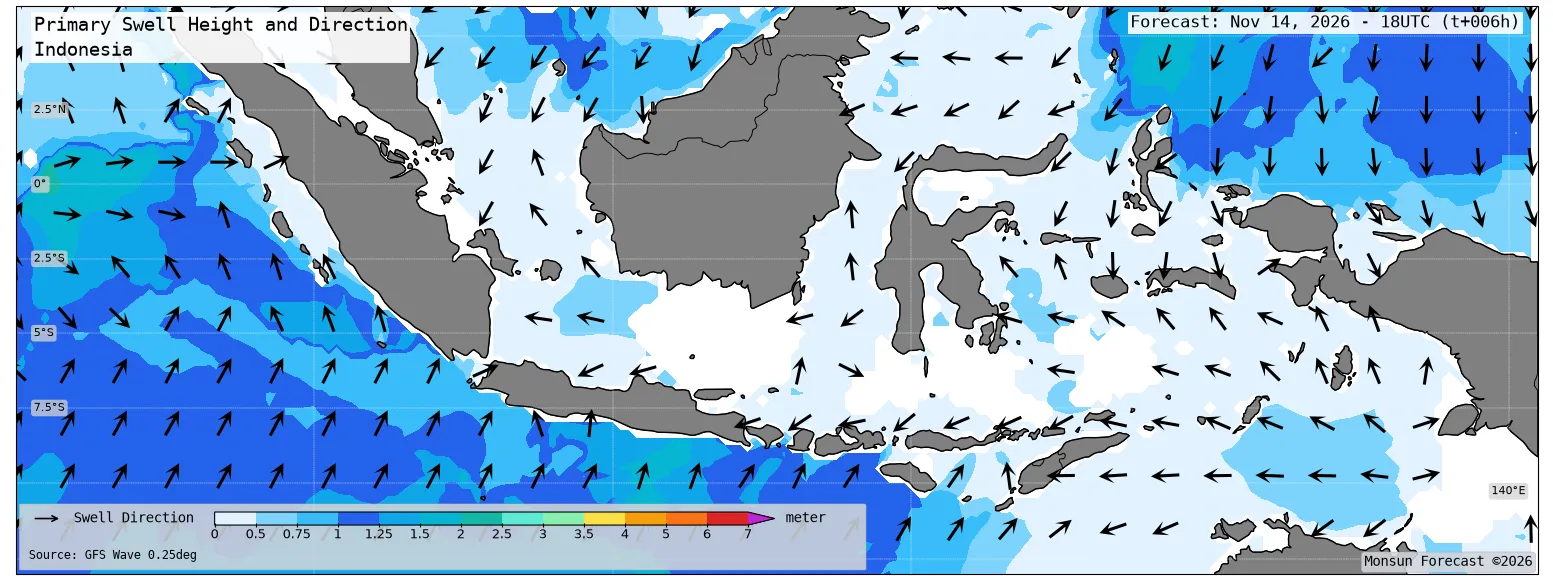 Primary Swell Height and Direction
Indonesia
Forecast: Nov 14, 2026 - 18UTC (t+006h)
2.5°N
0°
2.5°S
5°S
7.5°S
140°E
Swell Direction
0 0.5 0.75 1 1.25 1.5 2 2.5 3 3.5 4 5 6 7
meter
Source: GFS Wave 0.25deg
Monsun Forecast ©2026